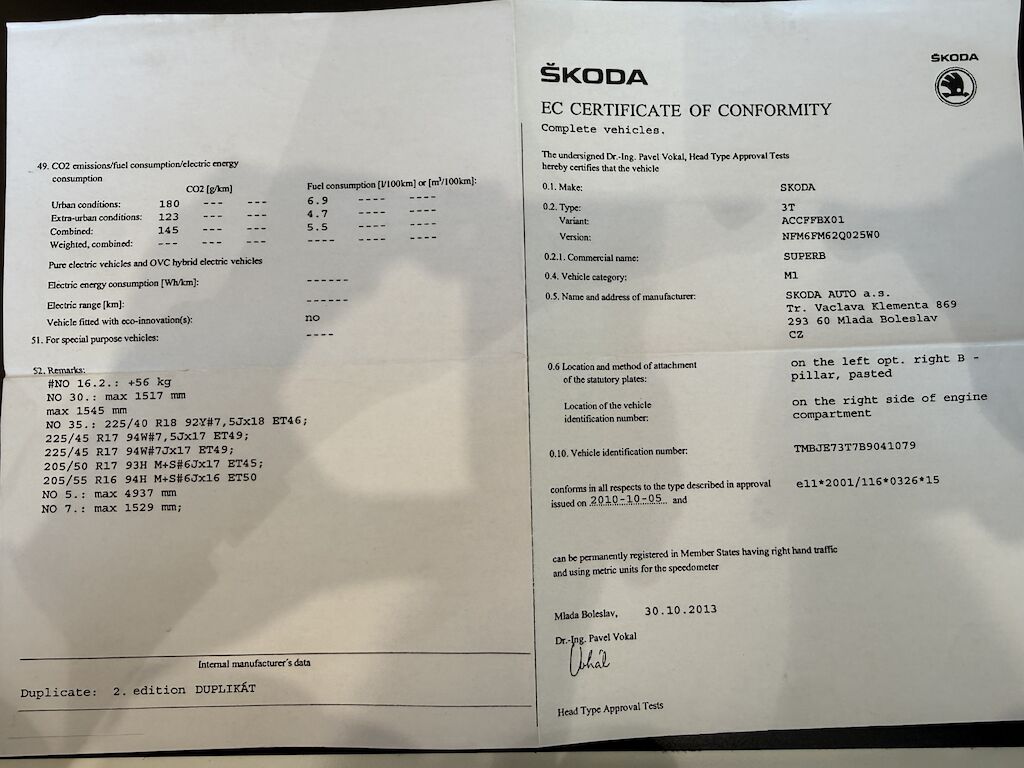 49. CO2 emissions/fuel consumption/electric energy
consumption
CO2 [g/km] Fuel consumption [l/100km] or [m³/100km]:
Urban conditions: 180 --- --- 6.9 ---- ----
Extra-urban conditions: 123 --- --- 4.7 ---- ----
Combined: 145 --- --- 5.5 ---- ----
Weighted, combined: --- --- --- ---- ---- ----
Pure electric vehicles and OVC hybrid electric vehicles
Electric energy consumption [Wh/km]: ------
Electric range [km]: ------
Vehicle fitted with eco-innovation(s): no
51. For special purpose vehicles: ----
52. Remarks:
#NO 16.2.: +56 kg
NO 30.: max 1517 mm
max 1545 mm
NO 35.: 225/40 R18 92Y#7,5Jx18 ET46;
225/45 R17 94W#7,5Jx17 ET49;
225/45 R17 94W#7Jx17 ET49;
205/50 R17 93H M+S#6Jx17 ET45;
205/55 R16 94H M+S#6Jx16 ET50
NO 5.: max 4937 mm
NO 7.: max 1529 mm;
Internal manufacturer's data
Duplicate: 2. edition DUPLIKÁT
ŠKODA
ŠKODA
EC CERTIFICATE OF CONFORMITY
Complete vehicles.
The undersigned Dr.-Ing. Pavel Vokal, Head Type Approval Tests
hereby certifies that the vehicle
0.1. Make: SKODA
0.2. Type: 3T
Variant: ACCFFBX01
Version: NFM6FM62Q025W0
0.2.1. Commercial name: SUPERB
0.4. Vehicle category: M1
0.5. Name and address of manufacturer: SKODA AUTO a.s.
Tr. Vaclava Klementa 869
293 60 Mlada Boleslav
CZ
0.6 Location and method of attachment on the left opt. right B -
of the statutory plates: pillar, pasted
Location of the vehicle on the right side of engine
identification number: compartment
0.10. Vehicle identification number: TMBJE73T7B9041079
conforms in all respects to the type described in approval e11*2001/116*0326*15
issued on 2010-10-05 and
can be permanently registered in Member States having right hand traffic
and using metric units for the speedometer
Mlada Boleslav, 30.10.2013
Dr.-Ing. Pavel Vokal
Vokál
Head Type Approval Tests